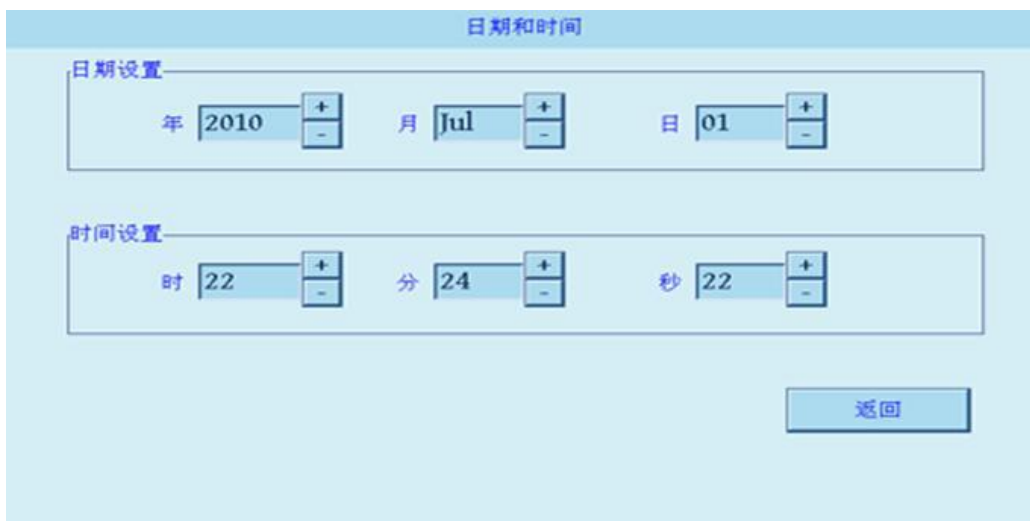 日期和时间
日期设置
年 2010 + - 月 Jul + - 日 01 + -
时间设置
时 22 + - 分 24 + - 秒 22 + -
返回